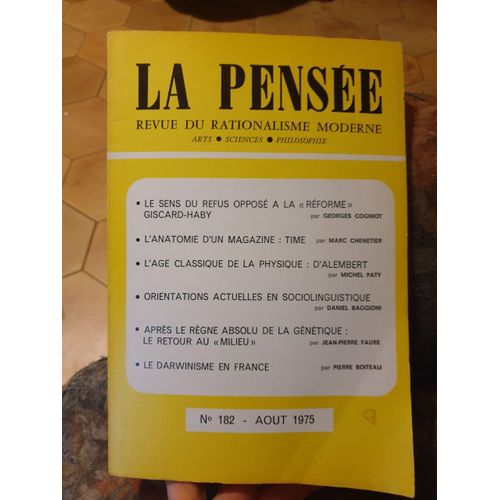 LA PENSÉE
REVUE DU RATIONALISME MODERNE
ARTS ● SCIENCES ● PHILOSOPHIE
• LE SENS DU REFUS OPPOSÉ A LA « RÉFORME »
GISCARD-HABY par GEORGES COGNIOT
• L'ANATOMIE D'UN MAGAZINE : TIME par MARC CHENETIER
• L'AGE CLASSIQUE DE LA PHYSIQUE : D'ALEMBERT
par MICHEL PATY
• ORIENTATIONS ACTUELLES EN SOCIOLINGUISTIQUE
par DANIEL BAGGIONI
• APRÈS LE RÈGNE ABSOLU DE LA GÉNÉTIQUE :
LE RETOUR AU « MILIEU » par JEAN-PIERRE FAURE
• LE DARWINISME EN FRANCE par PIERRE BOITEAU
No 182 - AOUT 1975